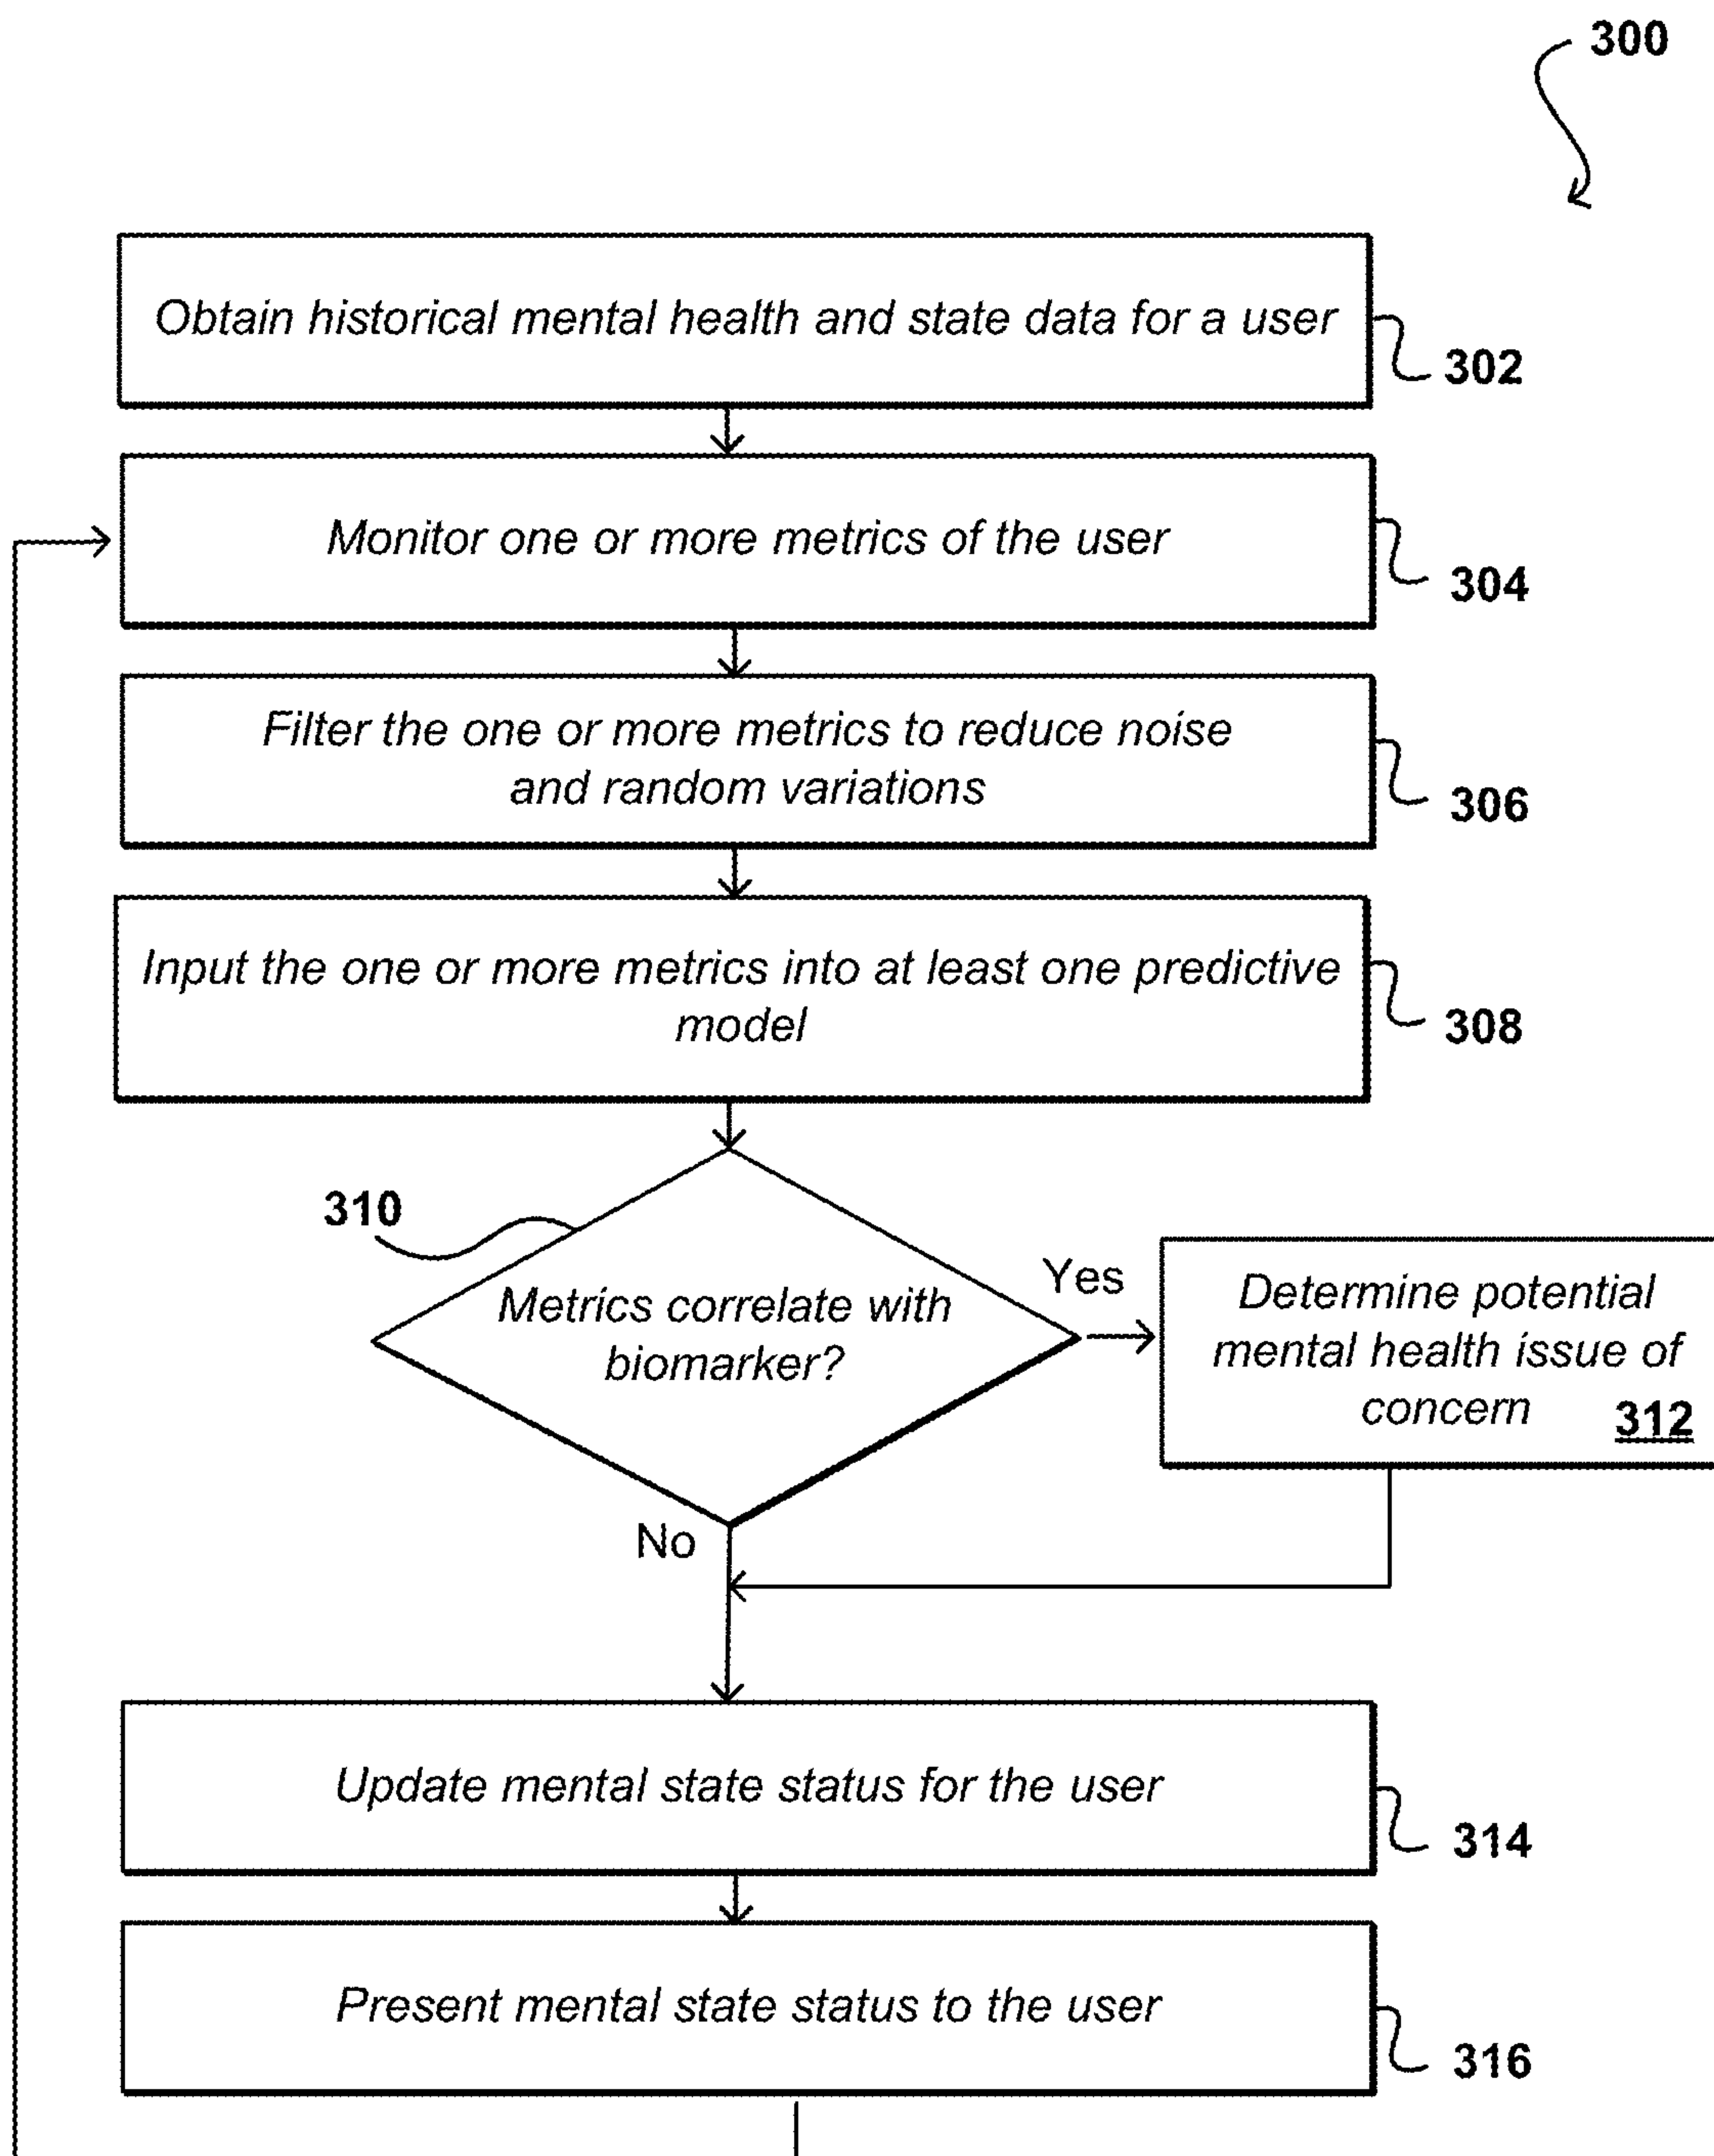 300
Obtain historical mental health and state data for a user
302
Monitor one or more metrics of the user
304
Filter the one or more metrics to reduce noise
and random variations
306
Input the one or more metrics into at least one predictive
model
308
310
Metrics correlate with
biomarker?
Yes
Determine potential
mental health issue of
concern 312
No
Update mental state status for the user
314
Present mental state status to the user
316